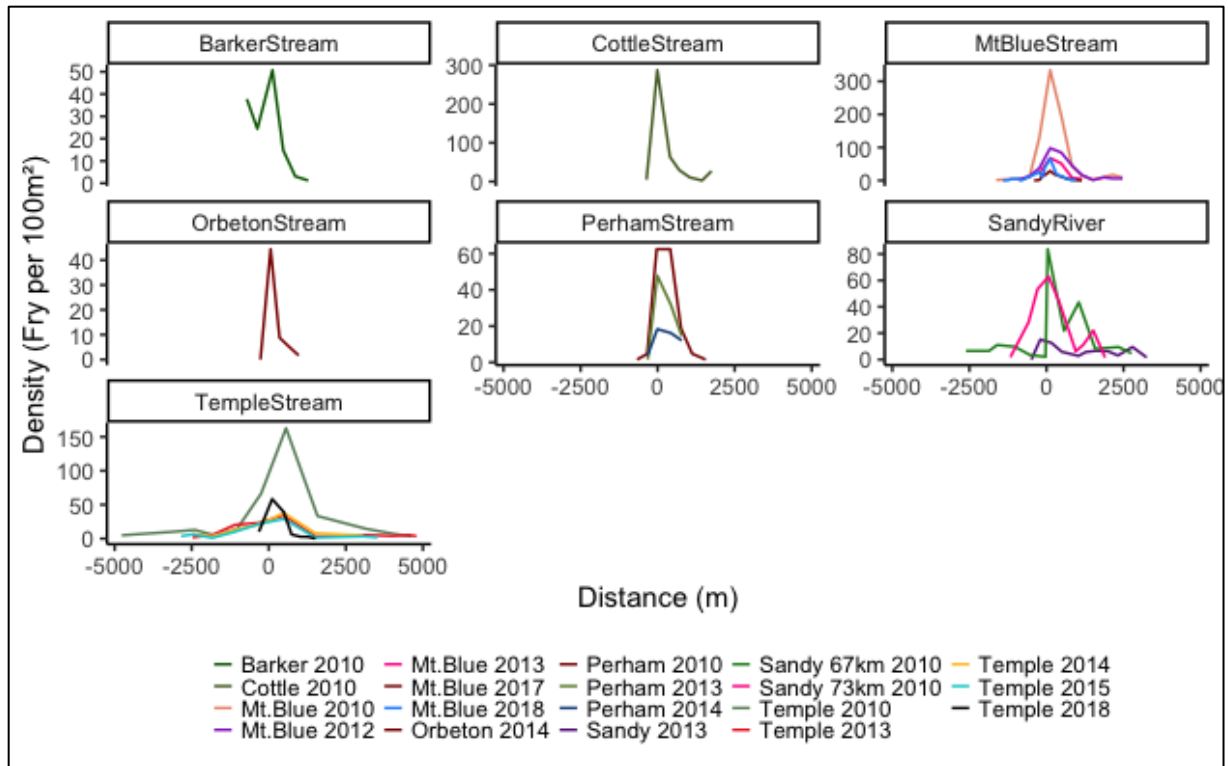 BarkerStream CottleStream MtBlueStream
50 40 30 20 10 0
300 200 100 0
300 200 100 0
OrbetonStream PerhamStream SandyRiver
40 30 20 10 0
60 40 20 0
80 60 40 20 0
-5000 -2500 0 2500 5000
-5000 -2500 0 2500 5000
TempleStream
150 100 50 0
-5000 -2500 0 2500 5000
Density (Fry per 100m²)
Distance (m)
Barker 2010 Mt.Blue 2013 Perham 2010 Sandy 67km 2010 Temple 2014
Cottle 2010 Mt.Blue 2017 Perham 2013 Sandy 73km 2010 Temple 2015
Mt.Blue 2010 Mt.Blue 2018 Perham 2014 Temple 2010 Temple 2018
Mt.Blue 2012 Orbeton 2014 Sandy 2013 Temple 2013